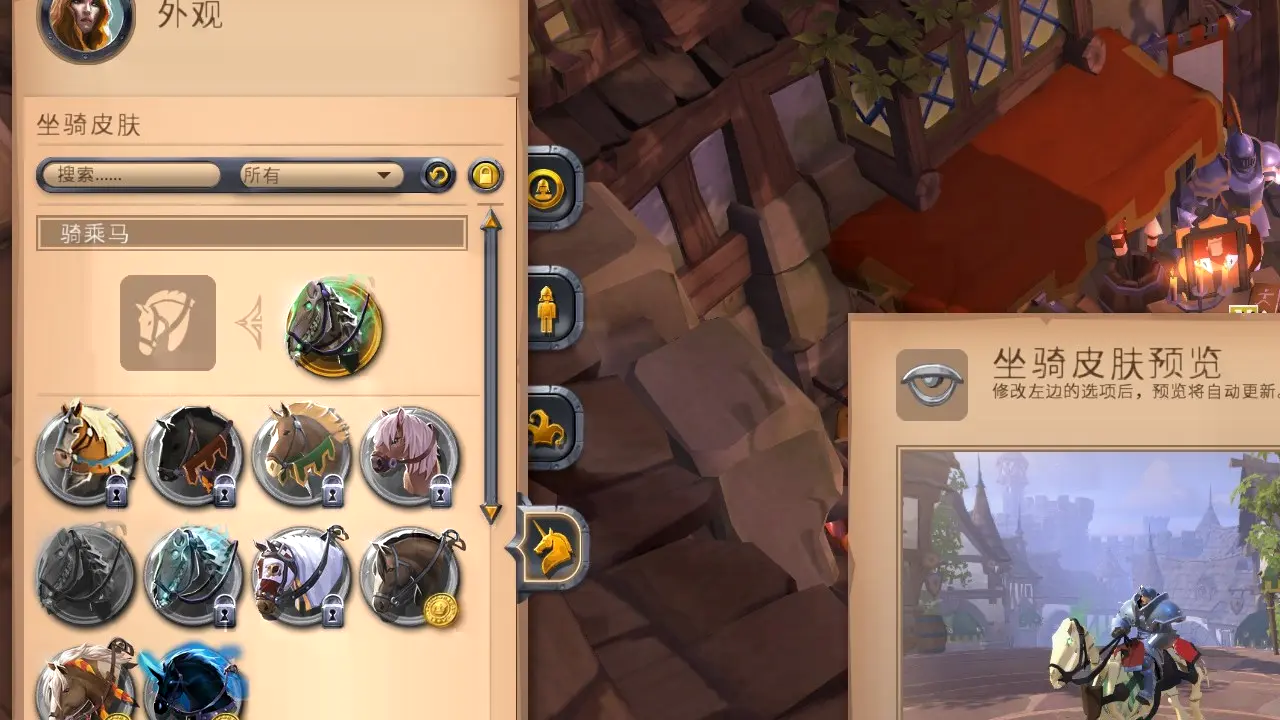 外观
坐骑皮肤
搜索......
所有
骑乘马
坐骑皮肤预览
修改左边的选项后，预览将自动更新。